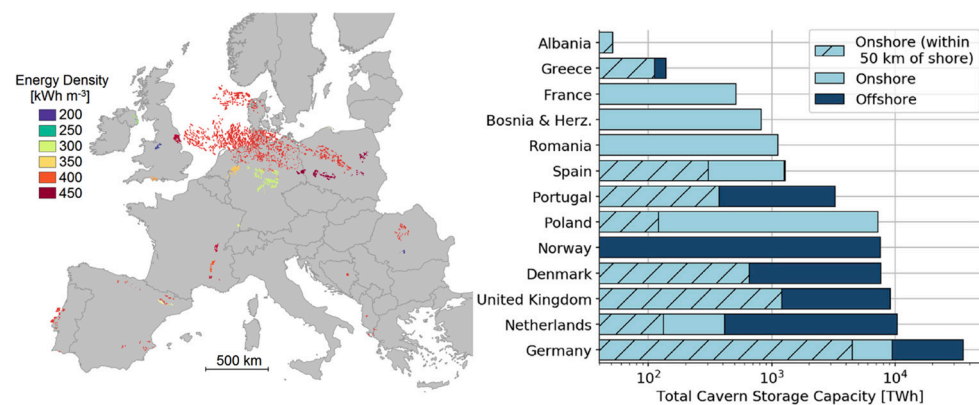 Energy Density
[kWh m⁻³]
200
250
300
350
400
450
500 km
Albania
Greece
France
Bosnia & Herz.
Romania
Spain
Portugal
Poland
Norway
Denmark
United Kingdom
Netherlands
Germany
Onshore (within
50 km of shore)
Onshore
Offshore
10² 10³ 10⁴
Total Cavern Storage Capacity [TWh]